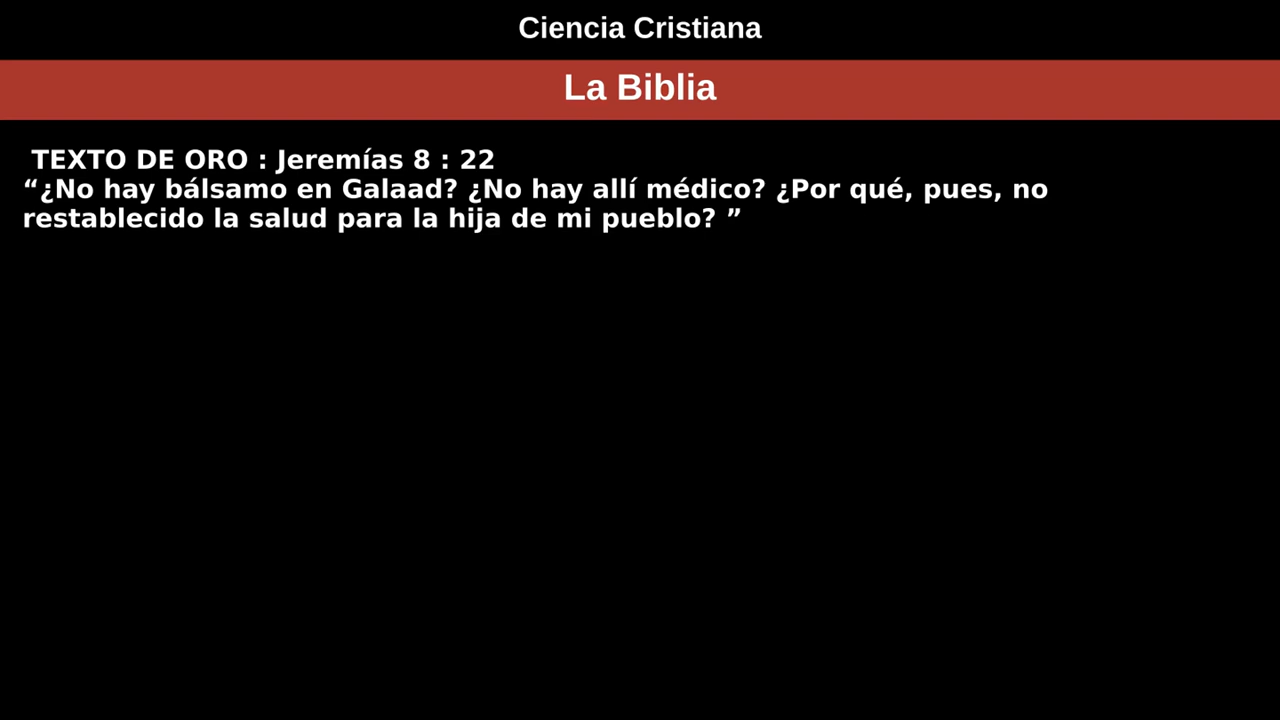 Ciencia Cristiana
La Biblia
TEXTO DE ORO : Jeremías 8 : 22
“¿No hay bálsamo en Galaad? ¿No hay allí médico? ¿Por qué, pues, no
restablecido la salud para la hija de mi pueblo? ”